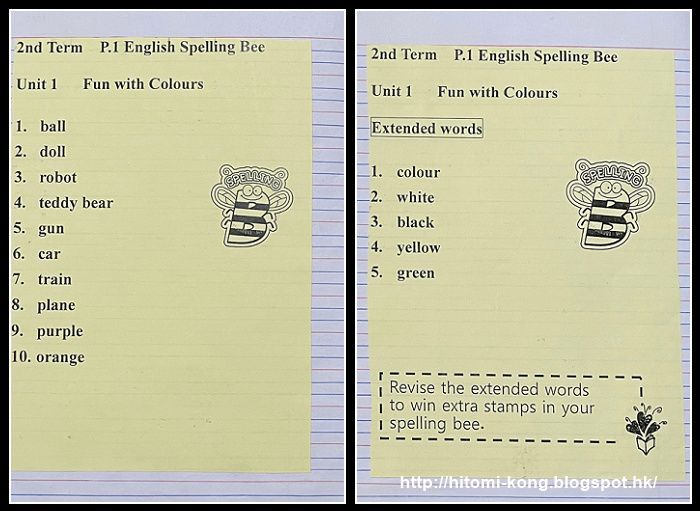 2nd Term P.1 English Spelling Bee
Unit 1 Fun with Colours
1. ball
2. doll
3. robot
4. teddy bear
5. gun
6. car
7. train
8. plane
9. purple
10. orange
SPELLING
B
2nd Term P.1 English Spelling Bee
Unit 1 Fun with Colours
Extended words
1. colour
2. white
3. black
4. yellow
5. green
SPELLING
B
Revise the extended words
to win extra stamps in your
spelling bee.
http://hitomi-kong.blogspot.hk/